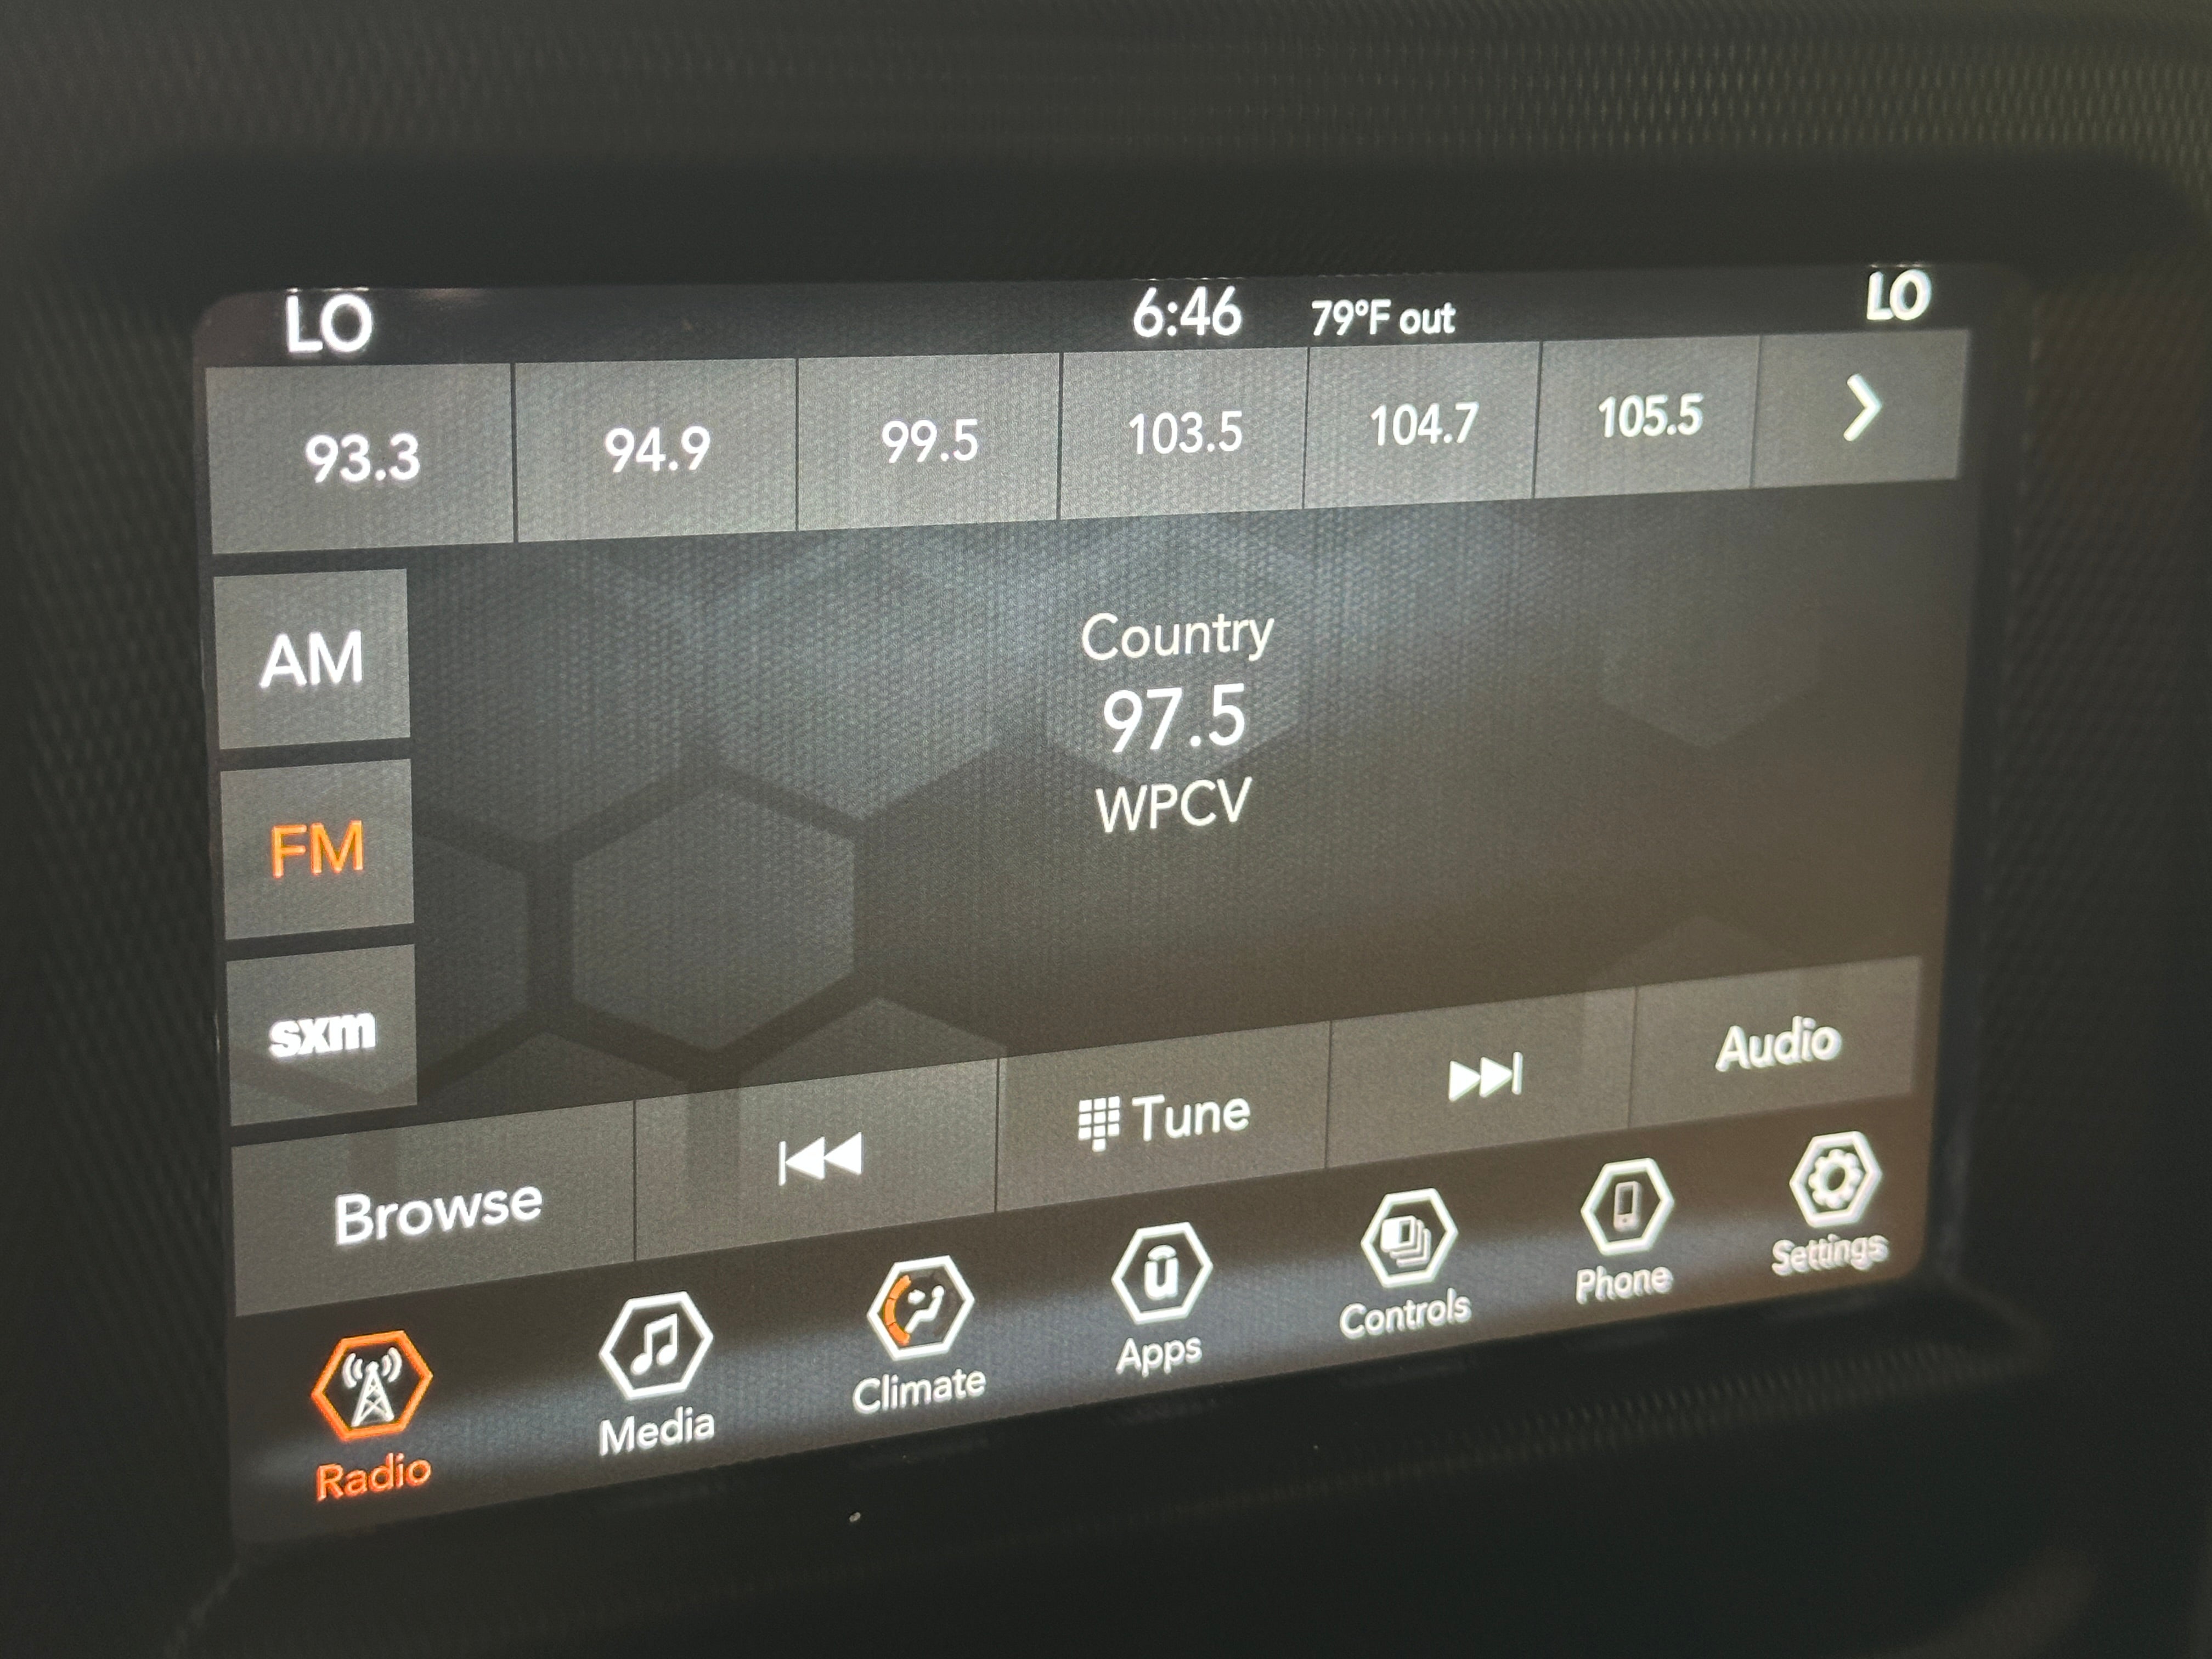 LO 6:46 79°F out LO
93.3 94.9 99.5 103.5 104.7 105.5
AM
Country
97.5
WPCV
FM
sxm
Browse Tune Audio
Radio Media Climate Apps Controls Phone Settings